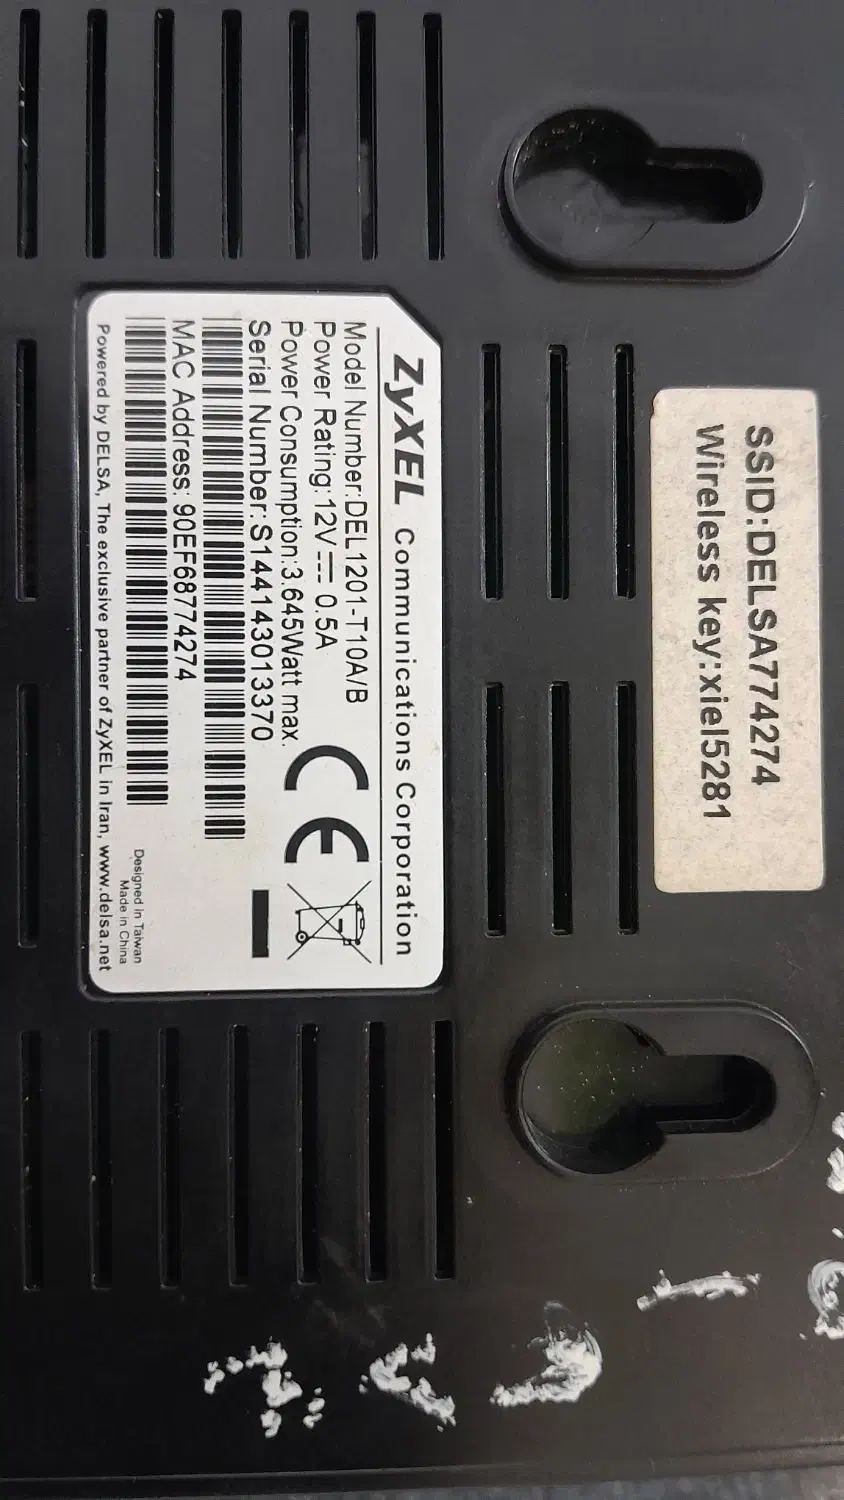 SSID:DELSA774274
Wireless key:xiel5281
ZyXEL Communications Corporation
Model Number:DEL1201-T10A/B
Power Rating: 12V ⎓ 0.5A
Power Consumption:3.645Watt max.
Serial Number:S144143013370
MAC Address: 90EF68774274
Designed in Taiwan
Made in China
Powered by DELSA, The exclusive partner of ZyXEL in Iran, www.delsa.net